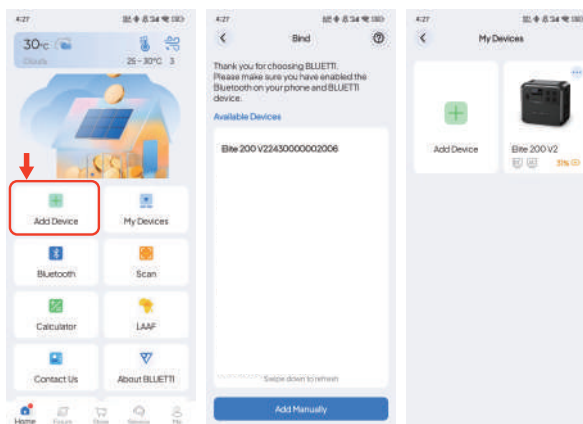 4:27
30°C
Clouds
25 - 30°C 3
Add Device
My Devices
Bluetooth
Scan
Calculator
LAAF
Contact Us
About BLUETTI
Home
Forum
Store
Service
Me
4:27
Bind
Thank you for choosing BLUETTI.
Please make sure you have enabled the
Bluetooth on your phone and BLUETTI
device.
Available Devices
Elite 200 V22430000002006
Swipe down to refresh
Add Manually
4:27
My Devices
Add Device
Elite 200 V2
31%